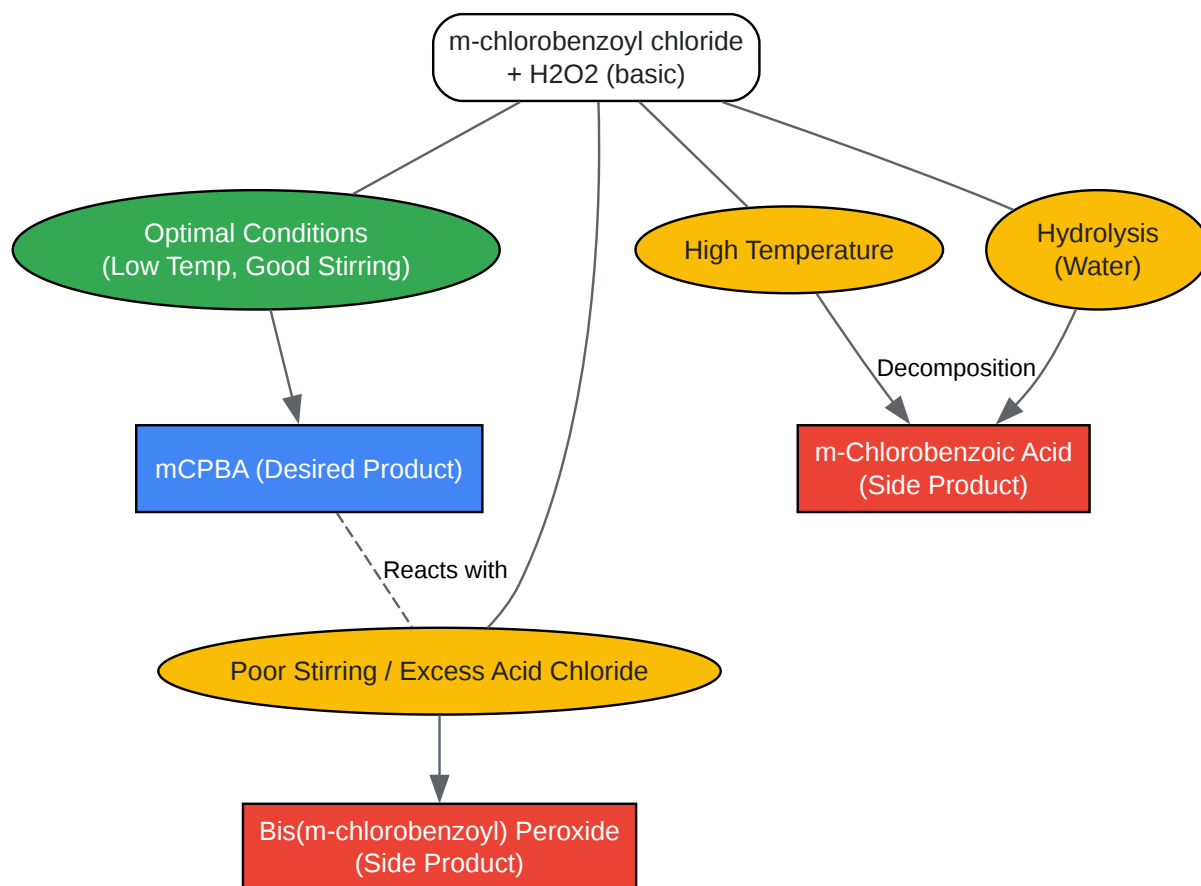 m-chlorobenzoyl chloride
+ H2O2 (basic)
Optimal Conditions
(Low Temp, Good Stirring)
High Temperature
Hydrolysis
(Water)
Decomposition
mCPBA (Desired Product)
m-Chlorobenzoic Acid
(Side Product)
Reacts with
Poor Stirring / Excess Acid Chloride
Bis(m-chlorobenzoyl) Peroxide
(Side Product)